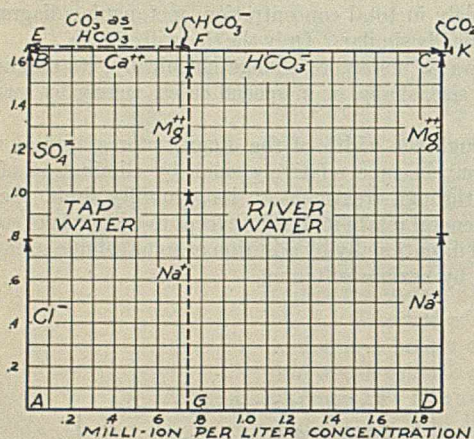 CO₃⁼ as HCO₃⁻ J HCO₃⁻ CO₂
E F K
B Ca⁺⁺ HCO₃⁻ C
1.6
1.4
Mg⁺⁺ Mg⁺⁺
1.2 SO₄⁼
1.0
TAP WATER RIVER WATER
.8
.6 Na⁺
Na⁺
.4 Cl⁻
.2
A G D
.2 .4 .6 .8 1.0 1.2 1.4 1.6 1.8
MILLI-ION PER LITER CONCENTRATION